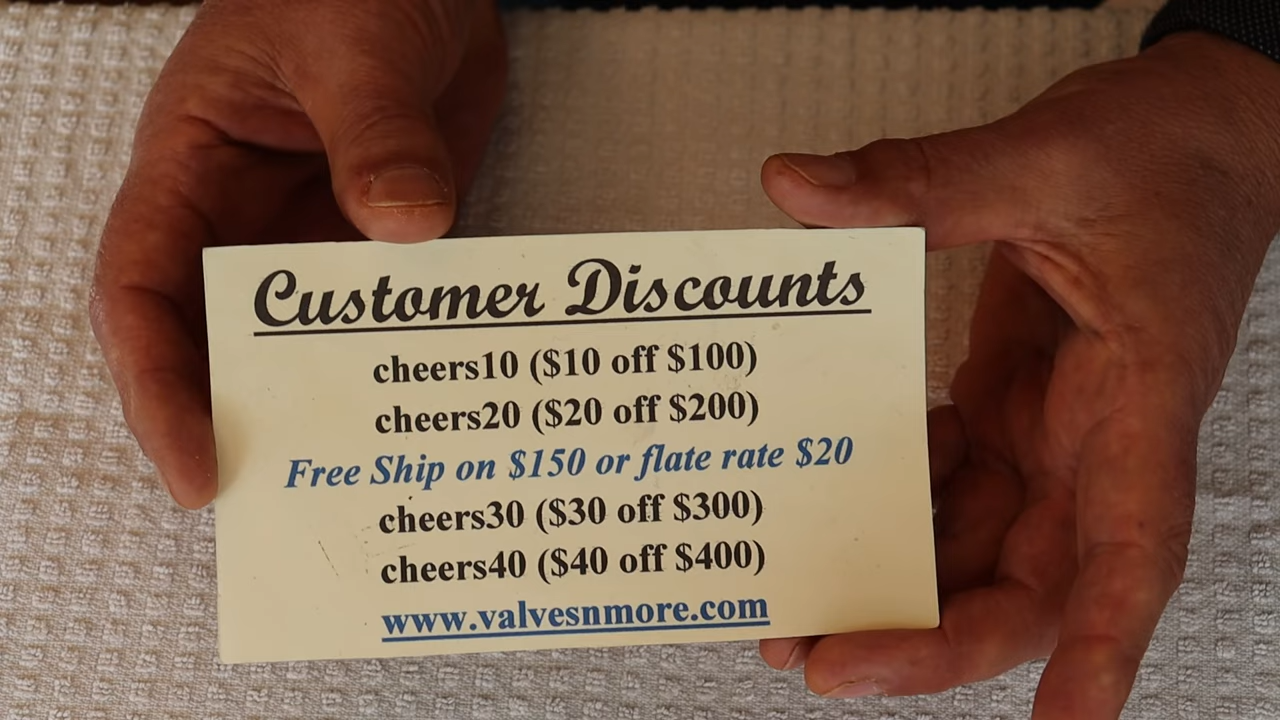 Customer Discounts
cheers10 ($10 off $100)
cheers20 ($20 off $200)
Free Ship on $150 or flate rate $20
cheers30 ($30 off $300)
cheers40 ($40 off $400)
www.valvesnmore.com